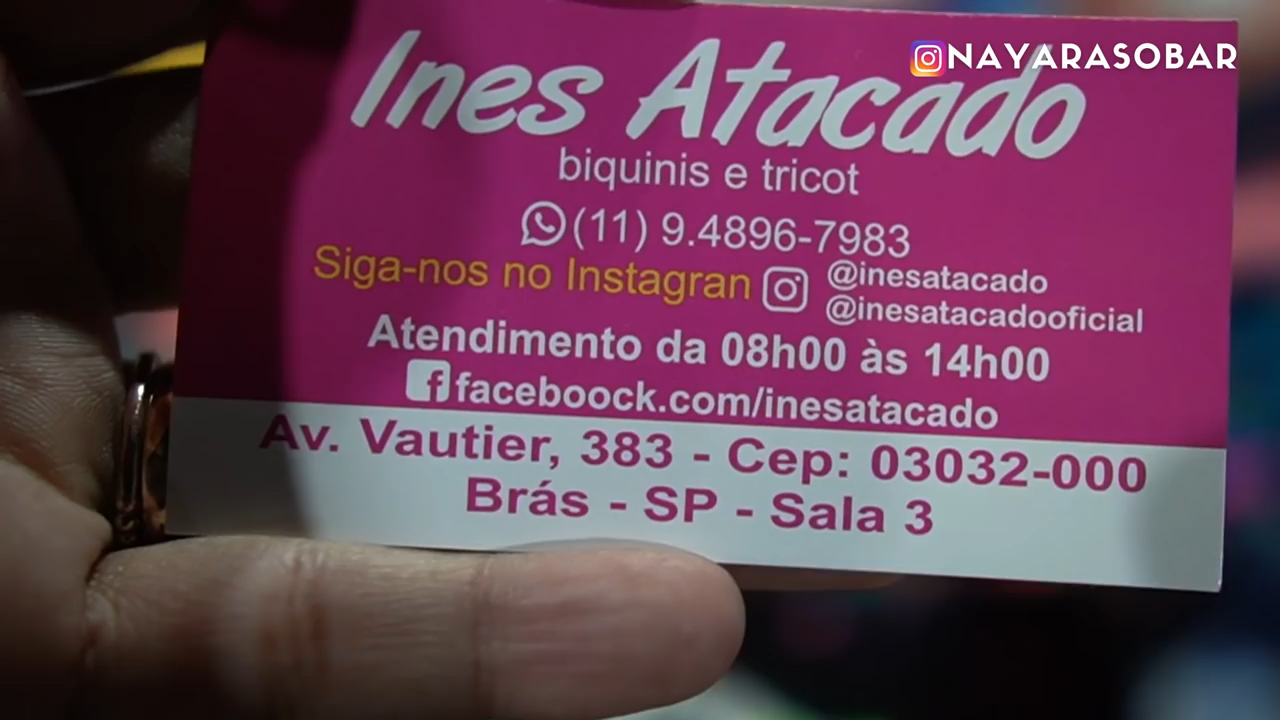 NAYARASOBAR
Ines Atacado
biquinis e tricot
(11) 9.4896-7983
Siga-nos no Instagran
@inesatacado
@inesatacadooficial
Atendimento da 08h00 às 14h00
faceboock.com/inesatacado
Av. Vautier, 383 - Cep: 03032-000
Brás - SP - Sala 3